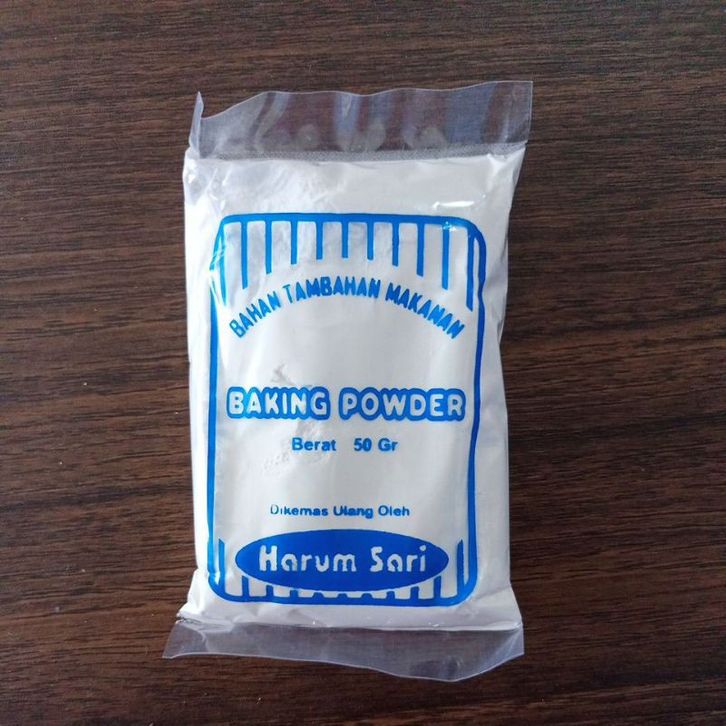 BAHAN TAMBAHAN MAKANAN
BAKING POWDER
Berat 50 Gr
Dikemas Ulang Oleh
Harum Sari